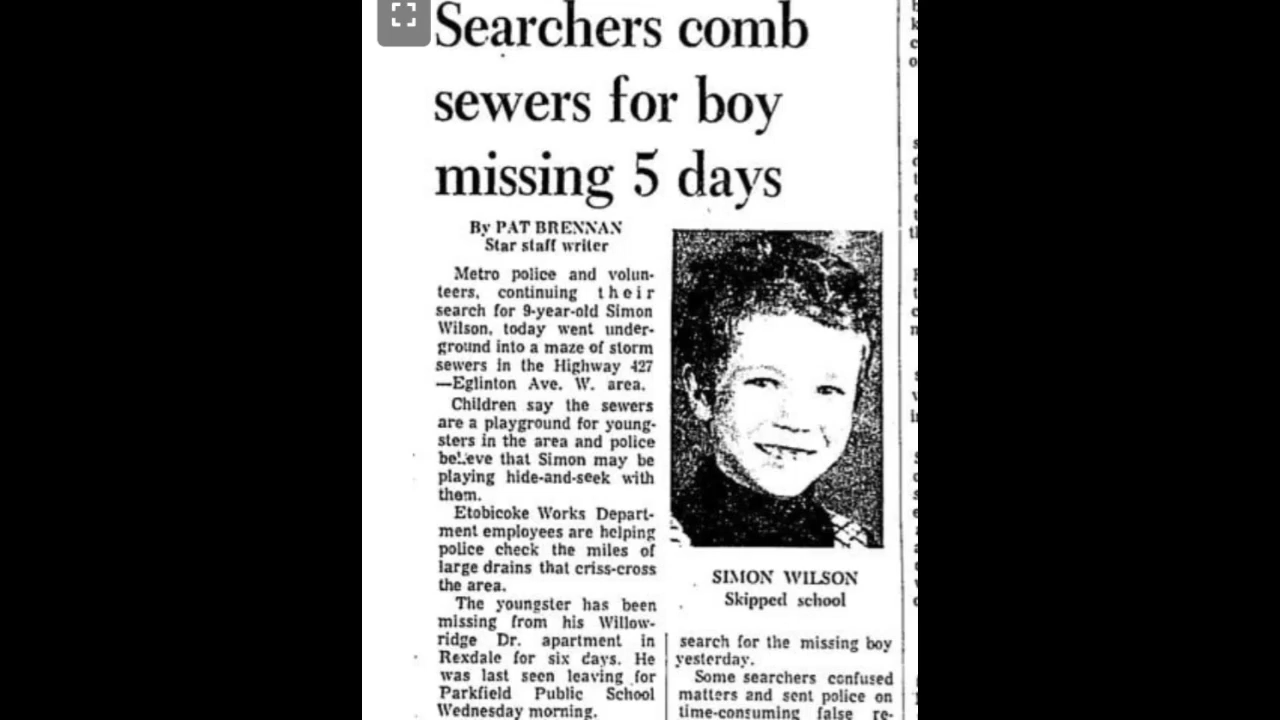 Searchers comb
sewers for boy
missing 5 days
By PAT BRENNAN
Star staff writer
Metro police and volun-
teers, continuing their
search for 9-year-old Simon
Wilson, today went under-
ground into a maze of storm
sewers in the Highway 427
—Eglinton Ave. W. area.
Children say the sewers
are a playground for young-
sters in the area and police
believe that Simon may be
playing hide-and-seek with
them.
Etobicoke Works Depart-
ment employees are helping
police check the miles of
large drains that criss-cross
the area.
The youngster has been
missing from his Willow-
ridge Dr. apartment in
Rexdale for six days. He
was last seen leaving for
Parkfield Public School
Wednesday morning.
SIMON WILSON
Skipped school
search for the missing boy
yesterday.
Some searchers confused
matters and sent police on
time-consuming false re-